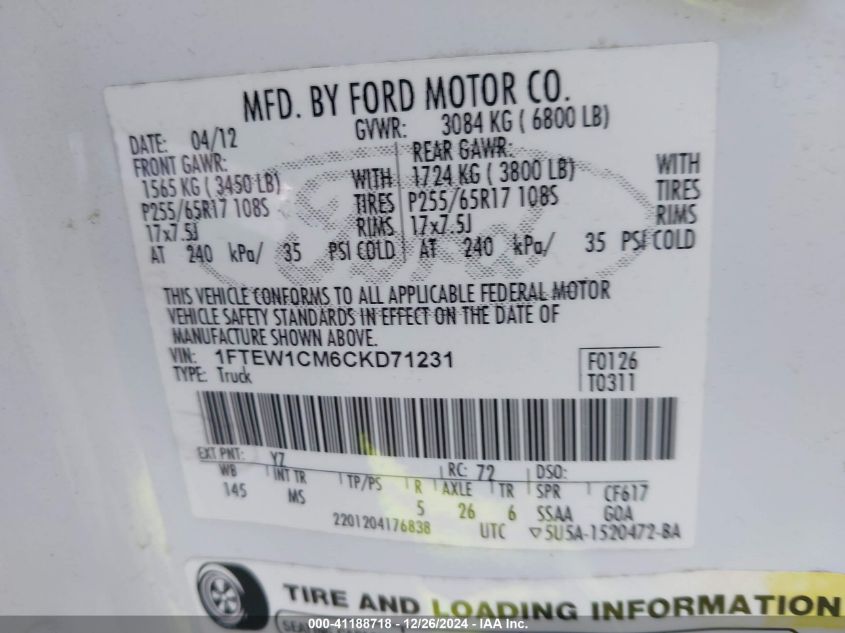 MFD. BY FORD MOTOR CO.
DATE: 04/12 GVWR: 3084 KG ( 6800 LB)
FRONT GAWR: REAR GAWR:
1565 KG ( 3450 LB) WITH 1724 KG ( 3800 LB) WITH
P255/65R17 108S TIRES P255/65R17 108S TIRES
17x7.5J RIMS 17x7.5J RIMS
AT 240 kPa/ 35 PSI COLD AT 240 kPa/ 35 PSI COLD
THIS VEHICLE CONFORMS TO ALL APPLICABLE FEDERAL MOTOR
VEHICLE SAFETY STANDARDS IN EFFECT ON THE DATE OF
MANUFACTURE SHOWN ABOVE.
VIN: 1FTEW1CM6CKD71231 F0126
TYPE: Truck T0311
EXT PNT: YZ RC: 72 DSO:
WB INT TR TP/PS R AXLE TR SPR CF617
145 MS 5 26 6 SSAA GOA
2201204176838 UTC ▽5U5A-1520472-BA
TIRE AND LOADING INFORMATION
000-41188718 - 12/26/2024 - IAA Inc.